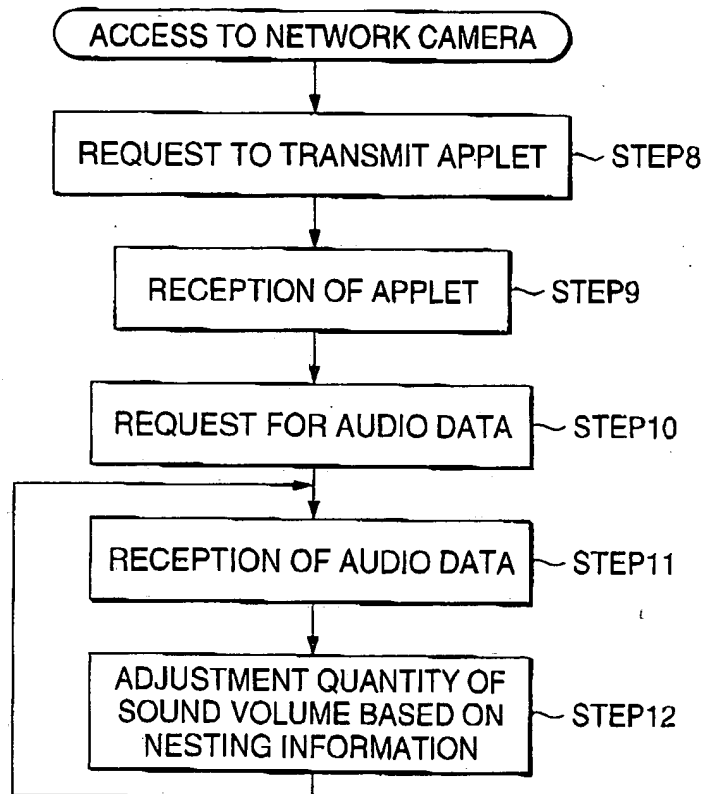 ACCESS TO NETWORK CAMERA
REQUEST TO TRANSMIT APPLET
STEP8
RECEPTION OF APPLET
STEP9
REQUEST FOR AUDIO DATA
STEP10
RECEPTION OF AUDIO DATA
STEP11
ADJUSTMENT QUANTITY OF
SOUND VOLUME BASED ON
NESTING INFORMATION
STEP12